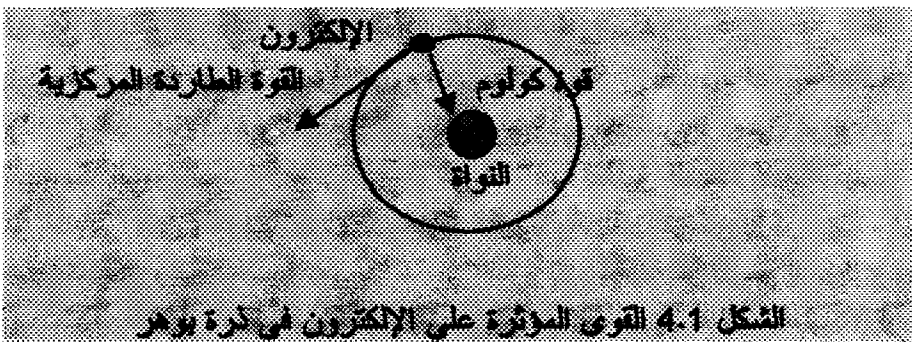 الإلكترون
القوة الطاردة المركزية
قوة كولوم
النواة
الشكل 4.1 القوى المؤثرة على الإلكترون في ذرة بوهر